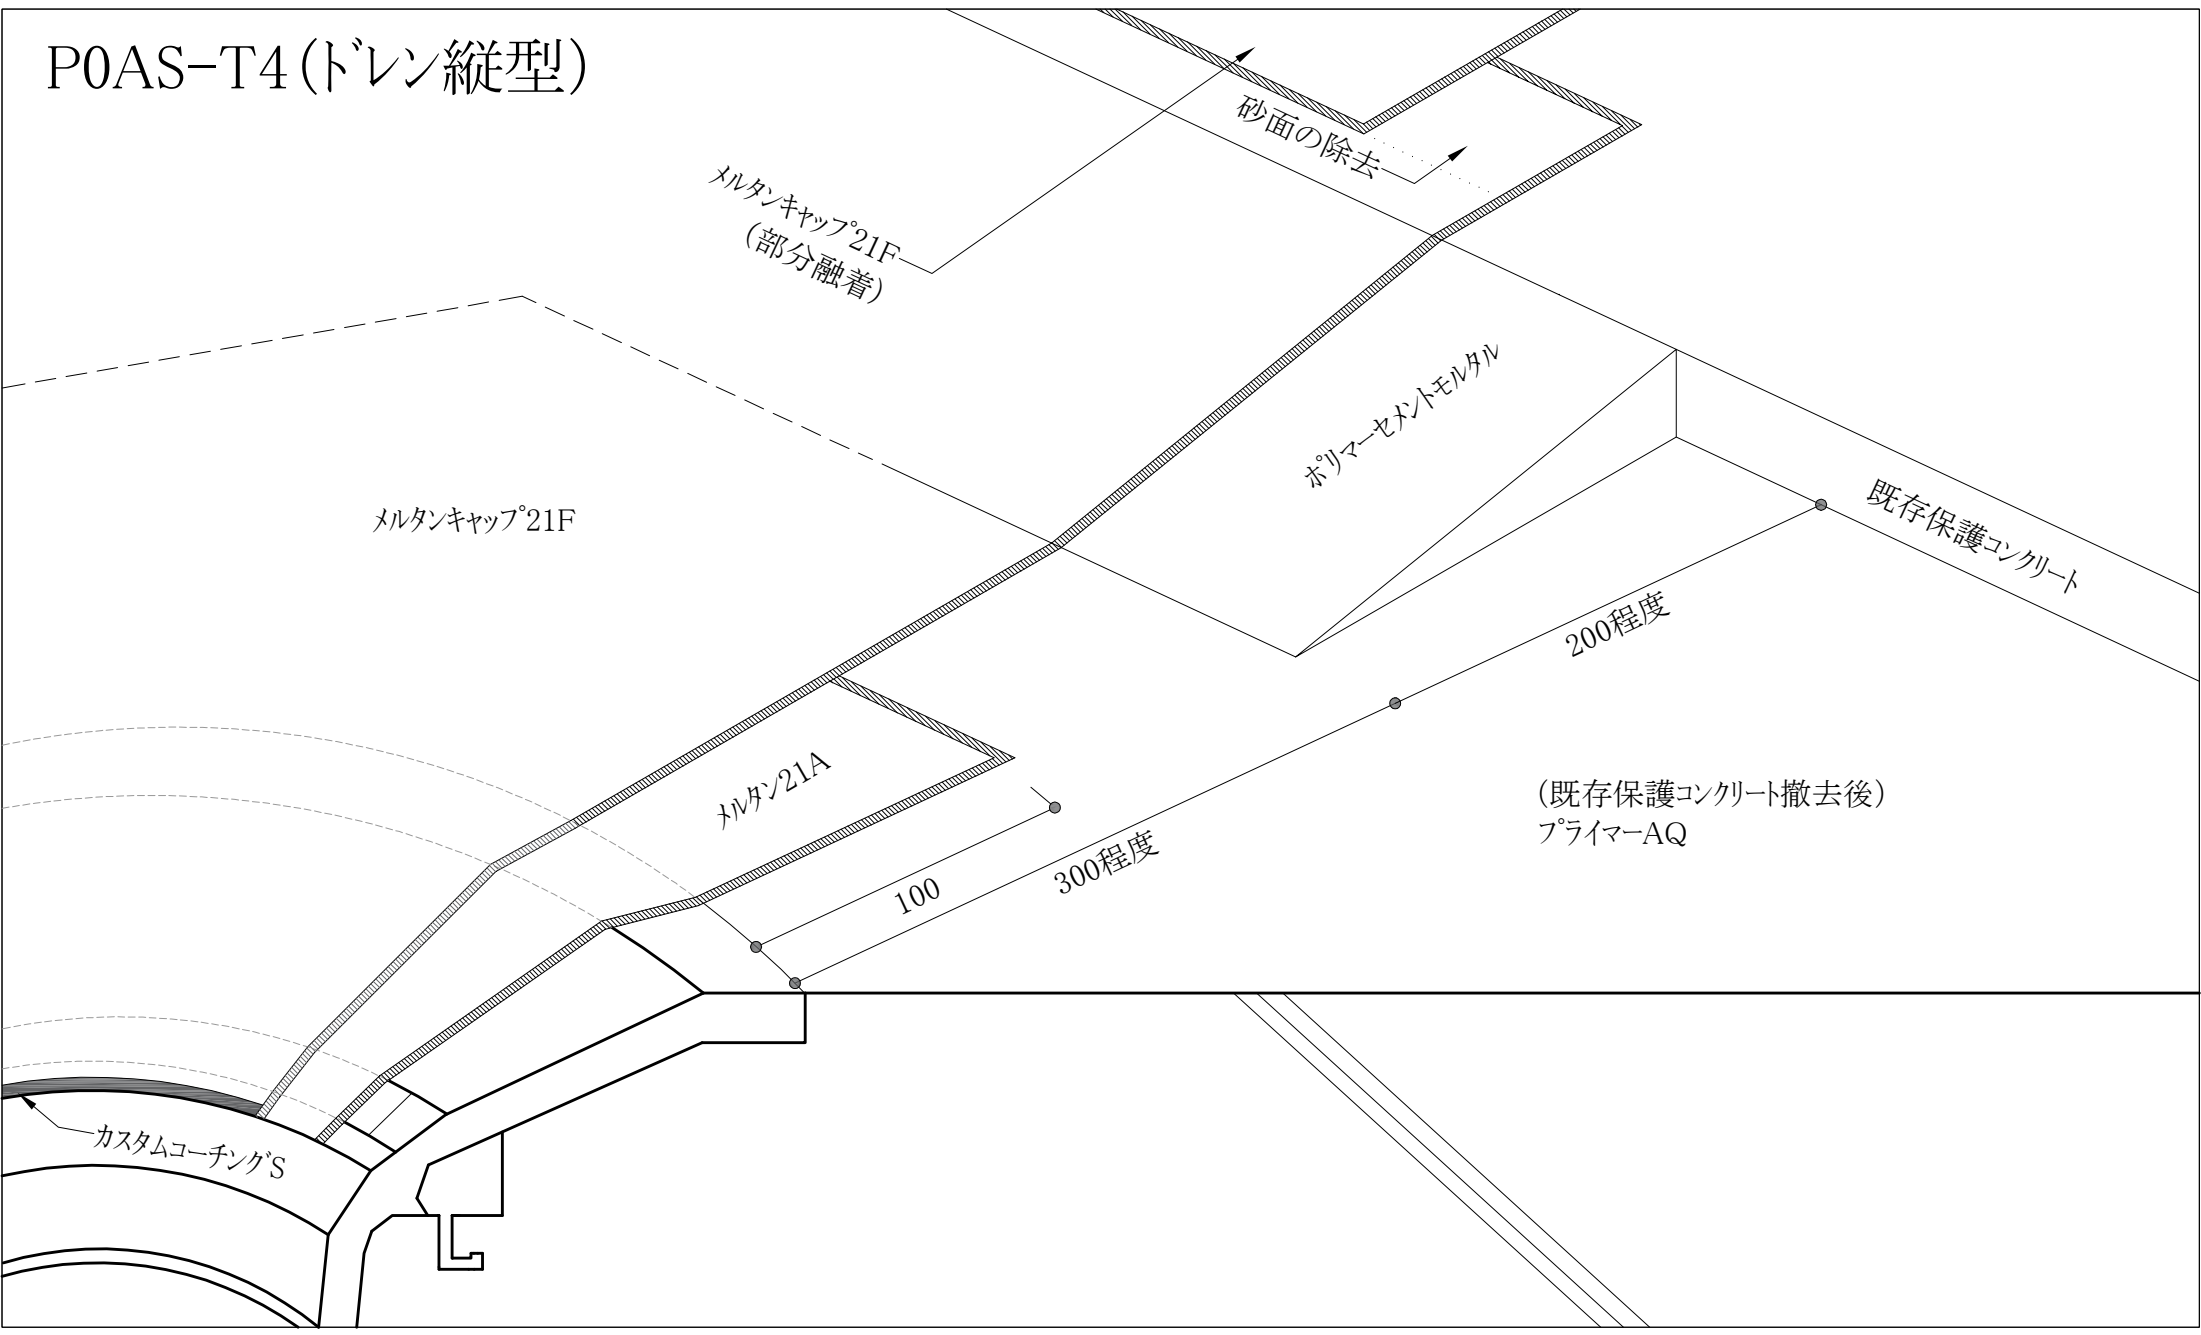 P0AS-T4(ドレン縦型)
砂面の除去
メルタンキャップ21F
(部分融着)
ポリマーセメントモルタル
メルタンキャップ21F
既存保護コンクリート
200程度
メルタン21A
(既存保護コンクリート撤去後)
プライマーAQ
300程度
100
カスタムコーチングS